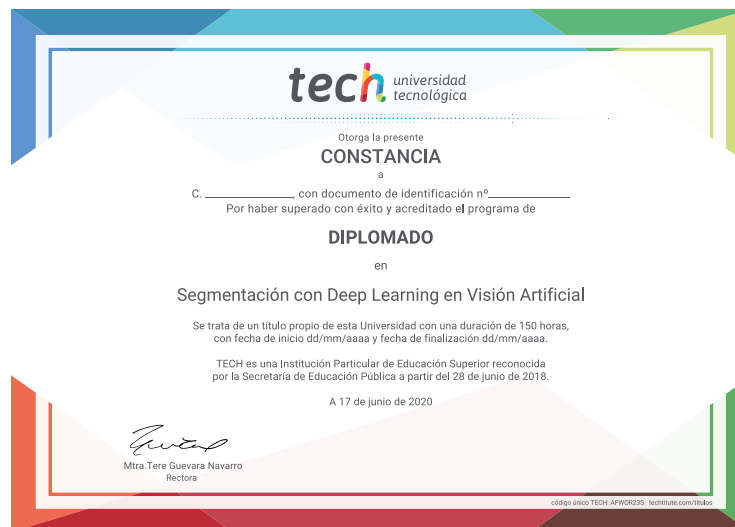 tech universidad
tecnológica
Otorga la presente
CONSTANCIA
a
C. ________________, con documento de identificación nº______________
Por haber superado con éxito y acreditado el programa de
DIPLOMADO
en
Segmentación con Deep Learning en Visión Artificial
Se trata de un título propio de esta Universidad con una duración de 150 horas,
con fecha de inicio dd/mm/aaaa y fecha de finalización dd/mm/aaaa.
TECH es una Institución Particular de Educación Superior reconocida
por la Secretaría de Educación Pública a partir del 28 de junio de 2018.
A 17 de junio de 2020
Mtra.Tere Guevara Navarro
Rectora
código único TECH: AFWOR23S techtitute.com/títulos